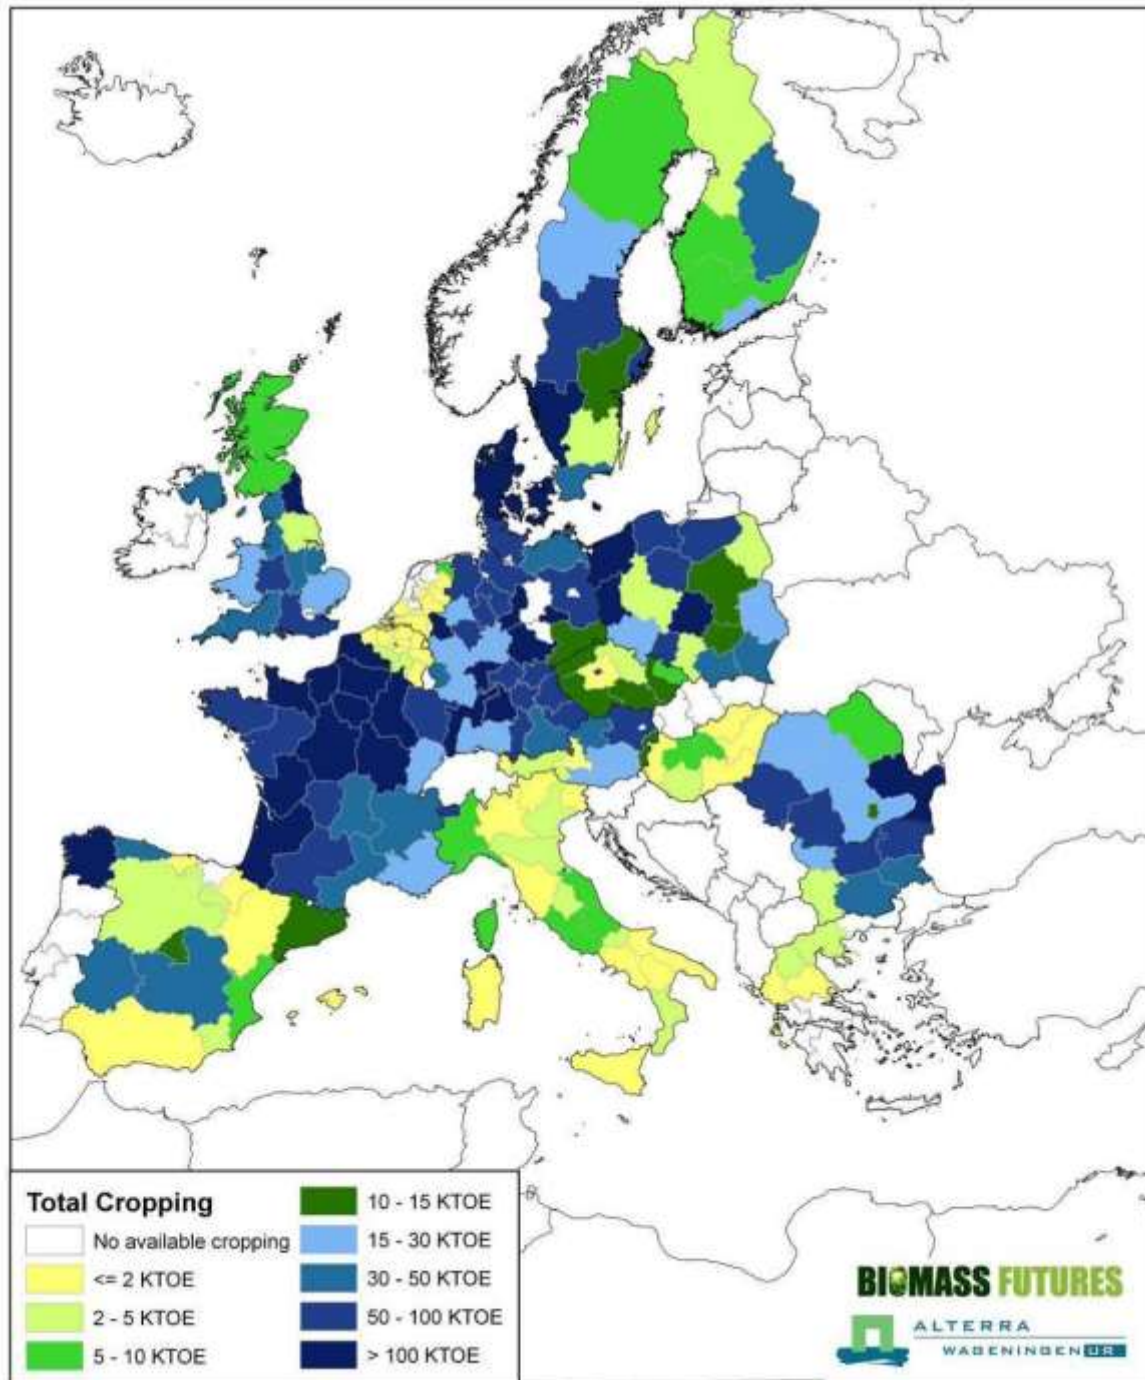 Total Cropping
No available cropping
<= 2 KTOE
2 - 5 KTOE
5 - 10 KTOE
10 - 15 KTOE
15 - 30 KTOE
30 - 50 KTOE
50 - 100 KTOE
> 100 KTOE
BIOMASS FUTURES
ALTERRA
WAGENINGEN UR